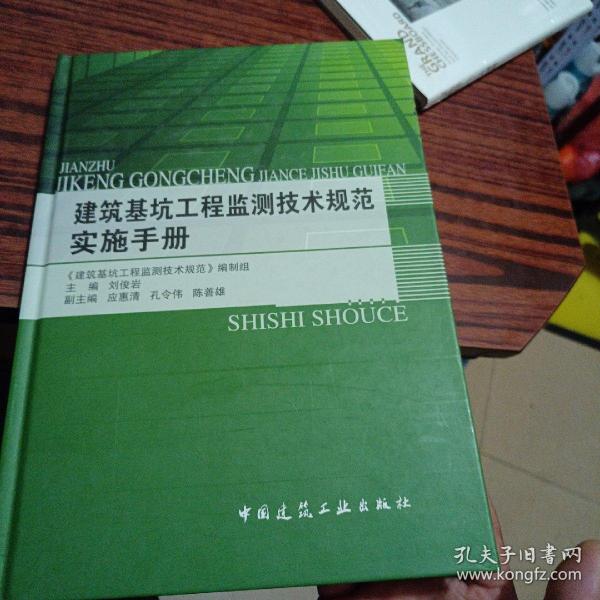 THE
GRAND
CHESSBOARD
JIANZHU
JIKENG GONGCHENG JIANCE JISHU GUIFAN
建筑基坑工程监测技术规范
实施手册
《建筑基坑工程监测技术规范》编制组
主 编 刘俊岩
副主编 应惠清 孔令伟 陈善雄
SHISHI SHOUCE
中国建筑工业出版社
孔夫子旧书网
www.kongfz.com